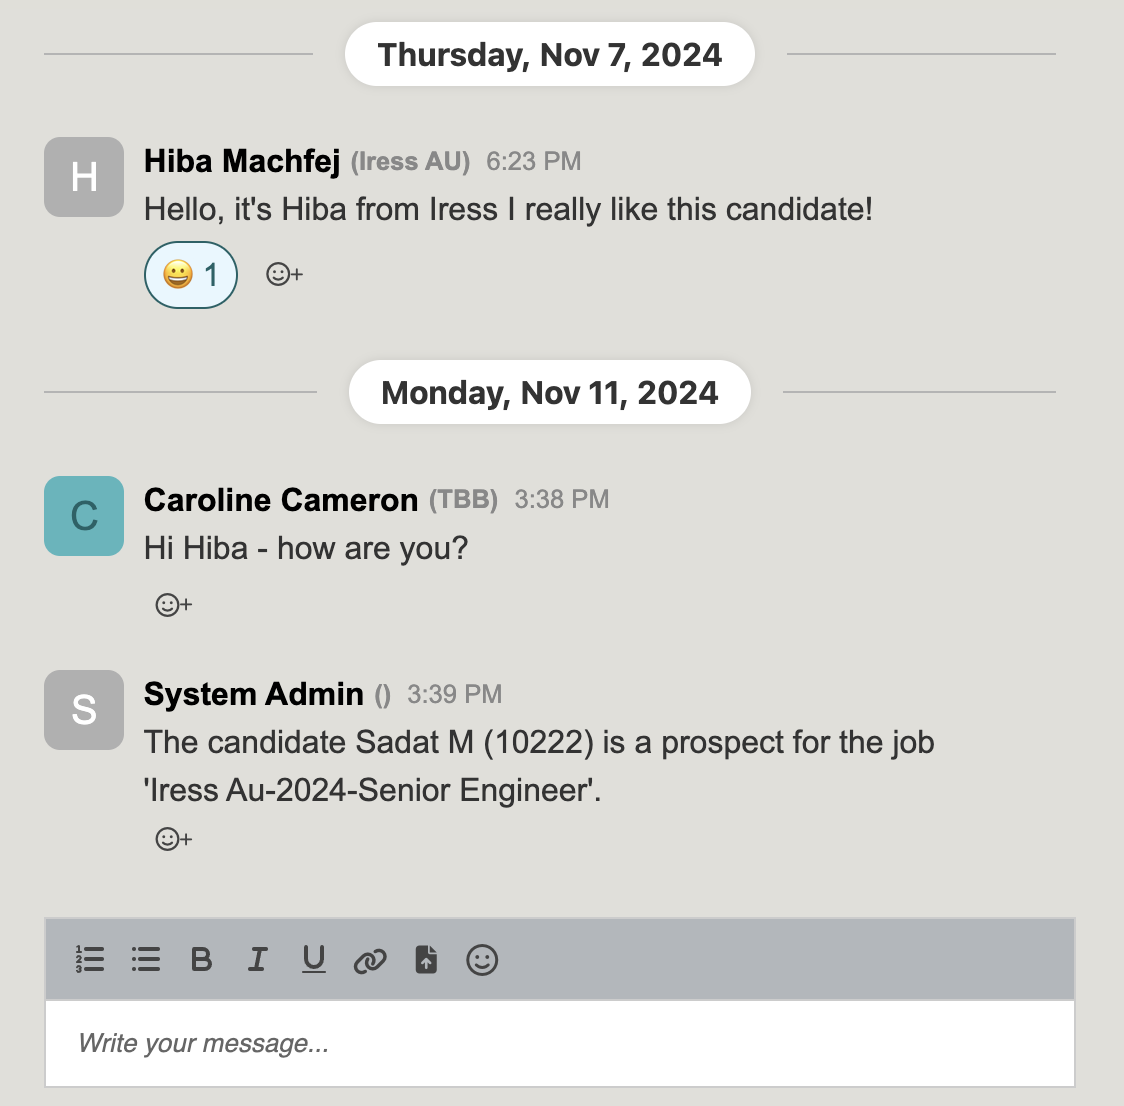 Thursday, Nov 7, 2024
H
Hiba Machfej (Iress AU) 6:23 PM
Hello, it's Hiba from Iress I really like this candidate!
😀 1
Monday, Nov 11, 2024
C
Caroline Cameron (TBB) 3:38 PM
Hi Hiba - how are you?
S
System Admin () 3:39 PM
The candidate Sadat M (10222) is a prospect for the job
'Iress Au-2024-Senior Engineer'.
B I U
Write your message...